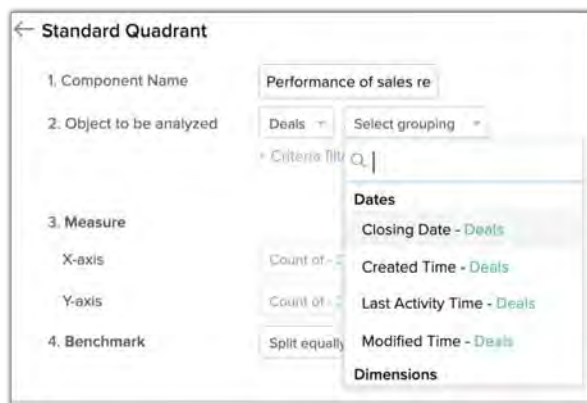 ← Standard Quadrant
1. Component Name
Performance of sales re
2. Object to be analyzed
Deals
Select grouping
+ Criteria filt
Dates
Closing Date - Deals
Created Time - Deals
Last Activity Time - Deals
Modified Time - Deals
Dimensions
3. Measure
X-axis
Count of -
Y-axis
Count of -
4. Benchmark
Split equally